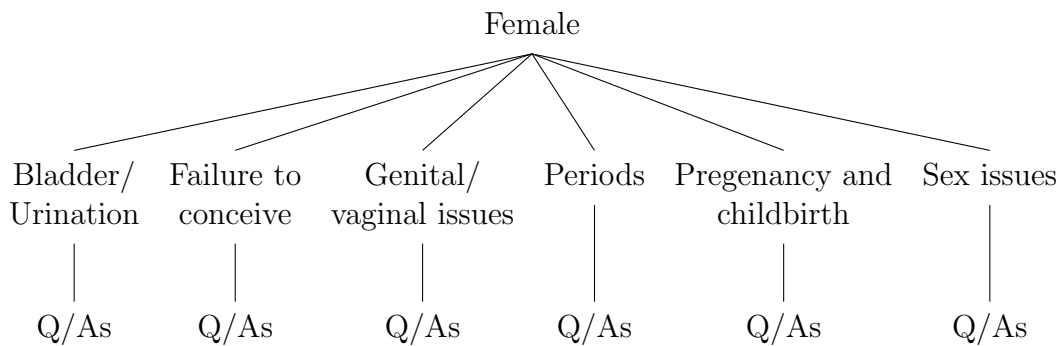 Female
Bladder/
Urination
Failure to
conceive
Genital/
vaginal issues
Periods
Pregenancy and
childbirth
Sex issues
Q/As
Q/As
Q/As
Q/As
Q/As
Q/As